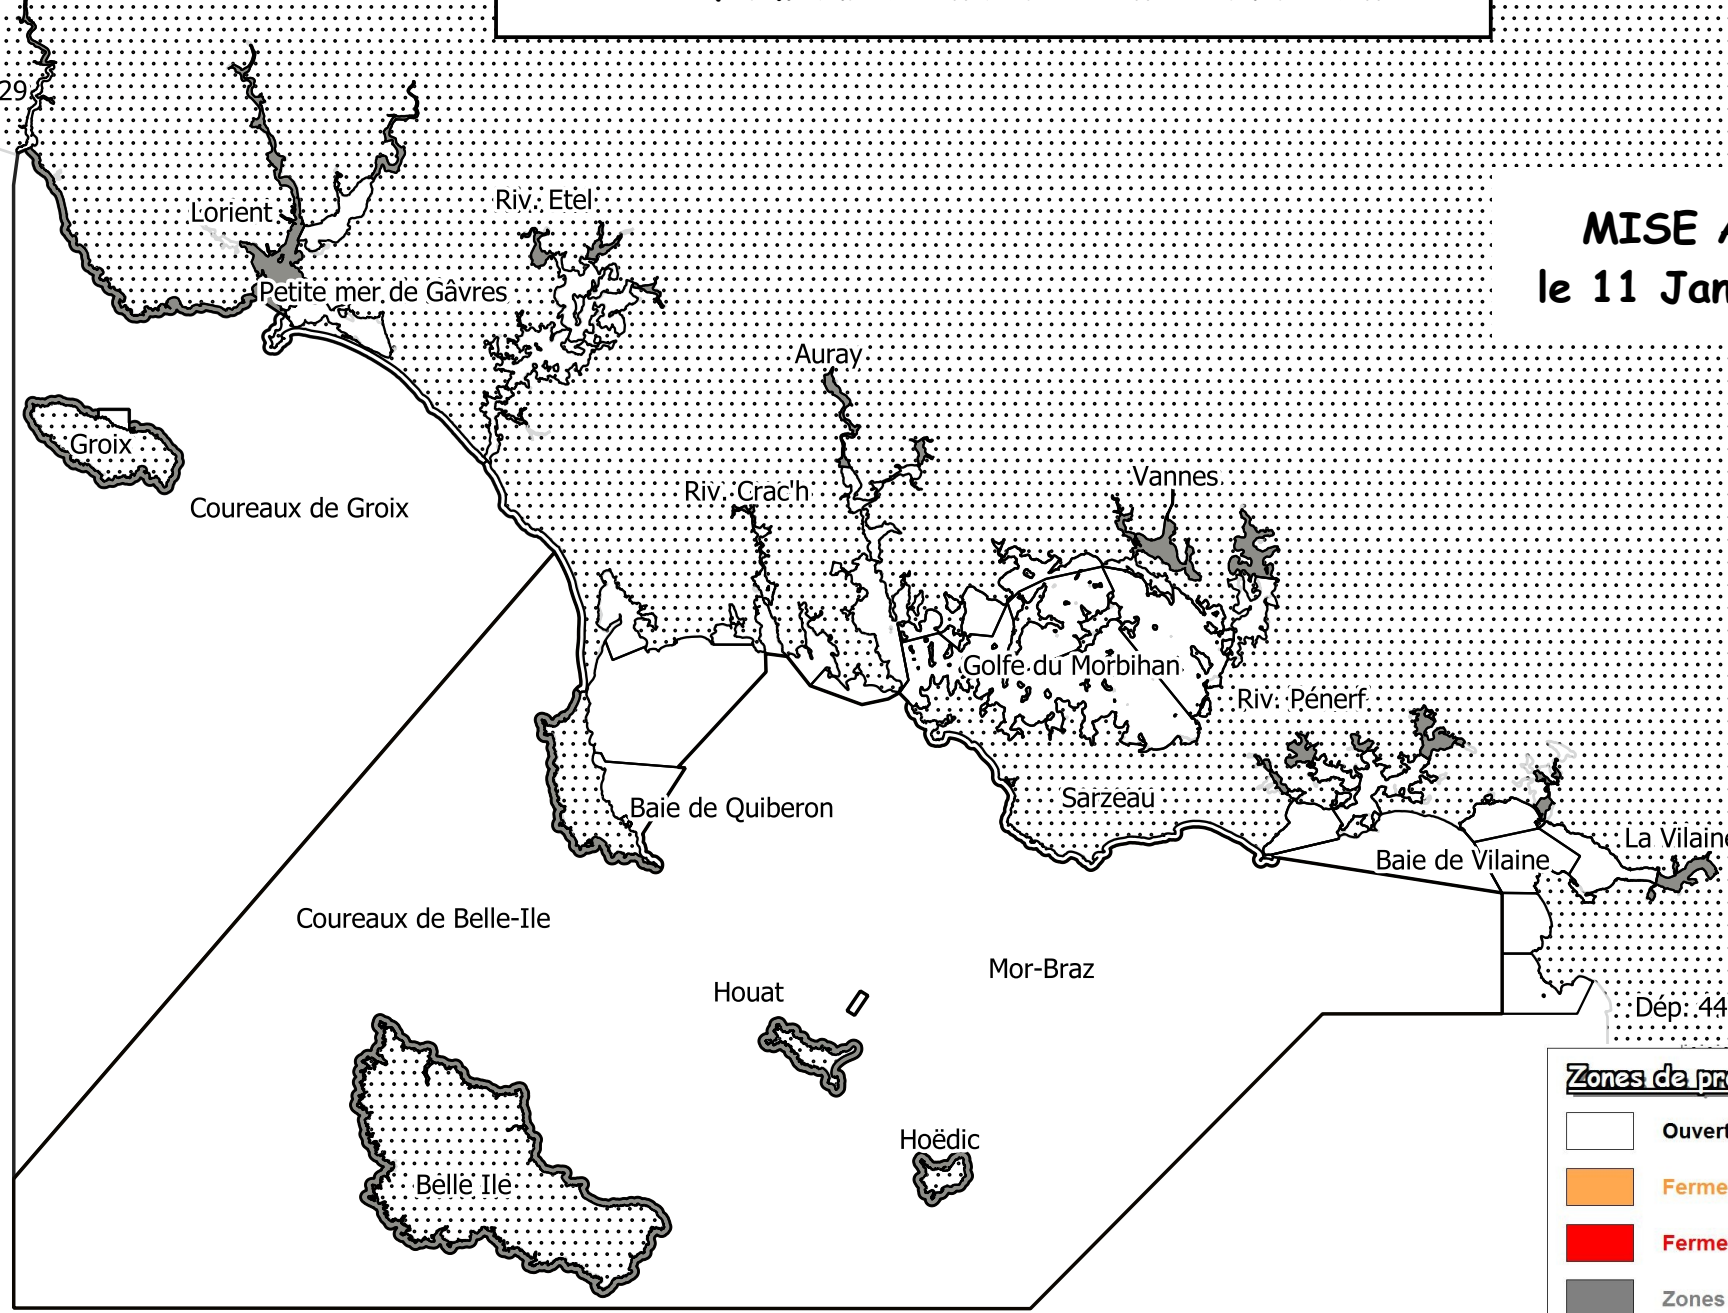 29
MISE
le 11 Jan
Lorient
Riv. Etel
Petite mer de Gâvres
Auray
Groix
Vannes
Riv. Crac'h
Coureaux de Groix
Golfe du Morbihan
Riv. Pénerf
Sarzeau
Baie de Quiberon
La Vilaine
Baie de Vilaine
Coureaux de Belle-Ile
Mor-Braz
Houat
Dép. 44
Zones de pro
Ouvert
Hoëdic
Belle Ile
Ferme
Ferme
Zones